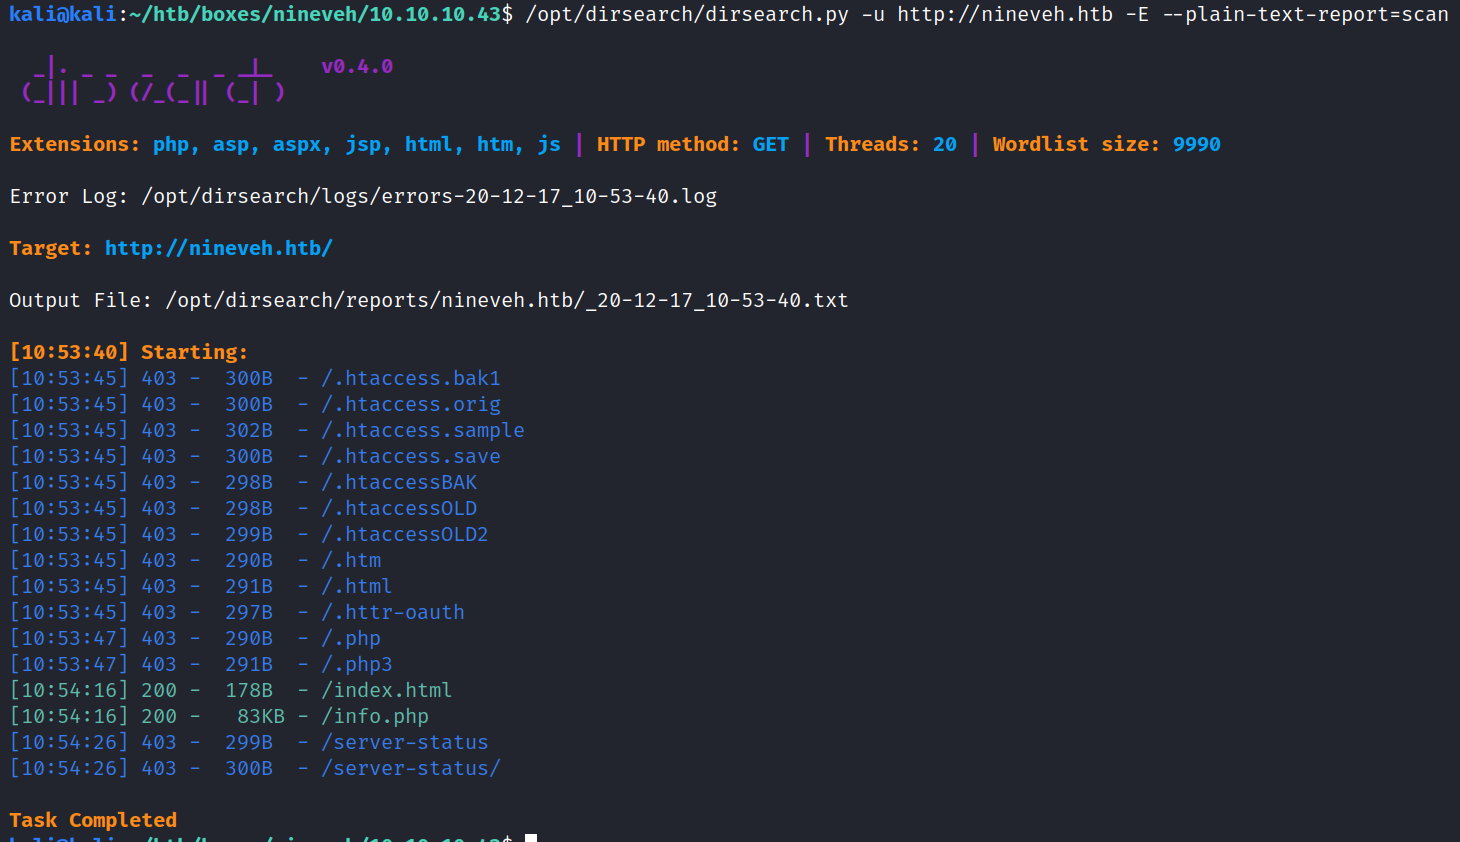 kali@kali:~/htb/boxes/nineveh/10.10.10.43$ /opt/dirsearch/dirsearch.py -u http://nineveh.htb -E --plain-text-report=scan
  _|. _ _  _  _  _ _|_    v0.4.0
 (_||| _) (/_(_|| (_| )
Extensions: php, asp, aspx, jsp, html, htm, js | HTTP method: GET | Threads: 20 | Wordlist size: 9990
Error Log: /opt/dirsearch/logs/errors-20-12-17_10-53-40.log
Target: http://nineveh.htb/
Output File: /opt/dirsearch/reports/nineveh.htb/_20-12-17_10-53-40.txt
[10:53:40] Starting:
[10:53:45] 403 -  300B  - /.htaccess.bak1
[10:53:45] 403 -  300B  - /.htaccess.orig
[10:53:45] 403 -  302B  - /.htaccess.sample
[10:53:45] 403 -  300B  - /.htaccess.save
[10:53:45] 403 -  298B  - /.htaccessBAK
[10:53:45] 403 -  298B  - /.htaccessOLD
[10:53:45] 403 -  299B  - /.htaccessOLD2
[10:53:45] 403 -  290B  - /.htm
[10:53:45] 403 -  291B  - /.html
[10:53:45] 403 -  297B  - /.httr-oauth
[10:53:47] 403 -  290B  - /.php
[10:53:47] 403 -  291B  - /.php3
[10:54:16] 200 -  178B  - /index.html
[10:54:16] 200 -   83KB - /info.php
[10:54:26] 403 -  299B  - /server-status
[10:54:26] 403 -  300B  - /server-status/
Task Completed
kali@kali:~/htb/boxes/nineveh/10.10.10.43$